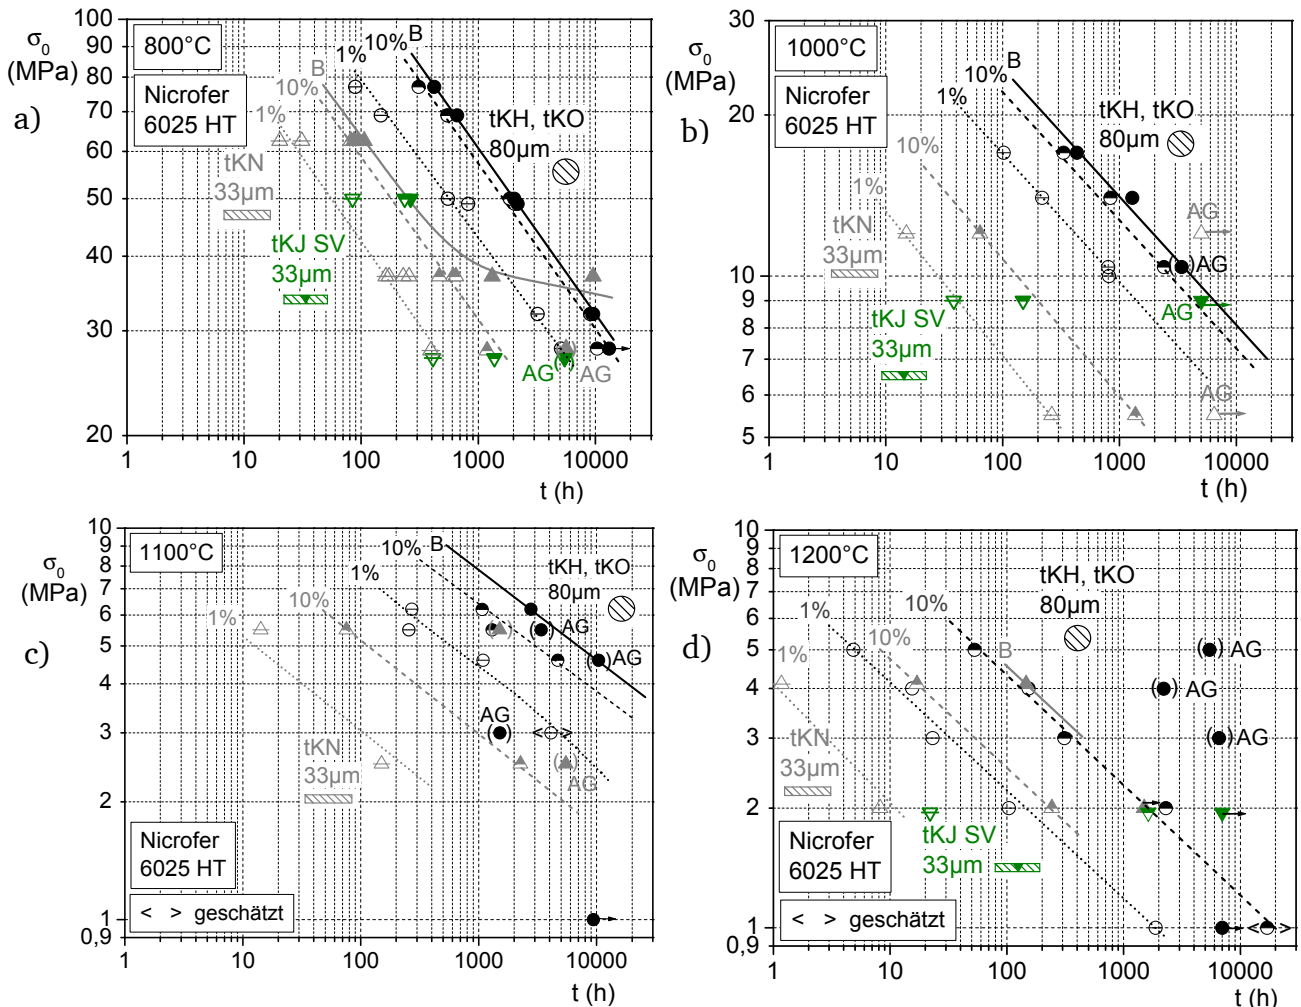 a)
σ0
(MPa)
100
90
80
70
60
50
40
30
20
800°C
Nicrofer
6025 HT
1%
10%
B
B
10%
1%
tKH, tKO
80µm
tKN
33µm
tKJ SV
33µm
AG
( )
AG
1
10
100
1000
10000
t (h)
b)
σ0
(MPa)
30
20
10
9
8
7
6
5
1000°C
Nicrofer
6025 HT
B
10%
1%
10%
1%
tKH, tKO
80µm
tKN
33µm
tKJ SV
33µm
AG
)AG
AG
AG
1
10
100
1000
10000
t (h)
c)
σ0
(MPa)
10
9
8
7
6
5
4
3
2
1
0,9
1100°C
B
10%
1%
10%
1%
tKH, tKO
80µm
( ) AG
( ) AG
AG
( )
< >
( )
AG
tKN
33µm
Nicrofer
6025 HT
< > geschätzt
1
10
100
1000
10000
t (h)
d)
σ0
(MPa)
10
9
8
7
6
5
4
3
2
1
0,9
1200°C
1%
10%
10%
1%
B
tKH, tKO
80µm
( ) AG
( ) AG
( ) AG
tKN
33µm
tKJ SV
33µm
Nicrofer
6025 HT
< > geschätzt
< >
1
10
100
1000
10000
t (h)